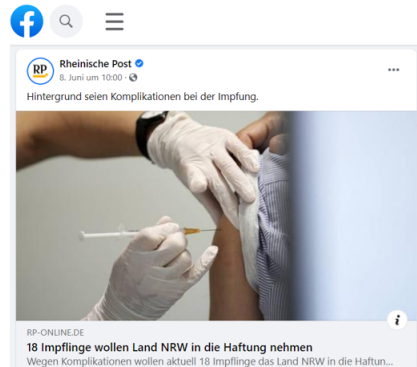 RP
Rheinische Post
8. Juni um 10:00 ·
Hintergrund seien Komplikationen bei der Impfung.
RP-ONLINE.DE
18 Impflinge wollen Land NRW in die Haftung nehmen
Wegen Komplikationen wollen aktuell 18 Impflinge das Land NRW in die Haftun...